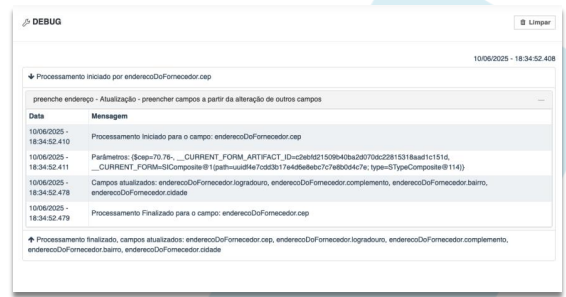 DEBUG
Limpar
10/06/2025 - 18:34:52.408
Processamento iniciado por enderecoDoFornecedor.cep
preenche endereço - Atualização - preencher campos a partir da alteração de outros campos
Data Mensagem
10/06/2025 -
18:34:52.410
Processamento Iniciado para o campo: enderecoDoFornecedor.cep
10/06/2025 -
18:34:52.411
Parâmetros: {$cep=70.76-, __CURRENT_FORM_ARTIFACT_ID=c2ebfd21509b40ba2d070dc22815318aad1c151d,
__CURRENT_FORM=SIComposite@1(path=uuidf4e7cdd3b17e4d6e8ebc7c7e8b0d4c7e; type=STypeComposite@114)}
10/06/2025 -
18:34:52.478
Campos atualizados: enderecoDoFornecedor.logradouro, enderecoDoFornecedor.complemento, enderecoDoFornecedor.bairro,
enderecoDoFornecedor.cidade
10/06/2025 -
18:34:52.479
Processamento Finalizado para o campo: enderecoDoFornecedor.cep
Processamento finalizado, campos atualizados: enderecoDoFornecedor.cep, enderecoDoFornecedor.logradouro, enderecoDoFornecedor.complemento,
enderecoDoFornecedor.bairro, enderecoDoFornecedor.cidade